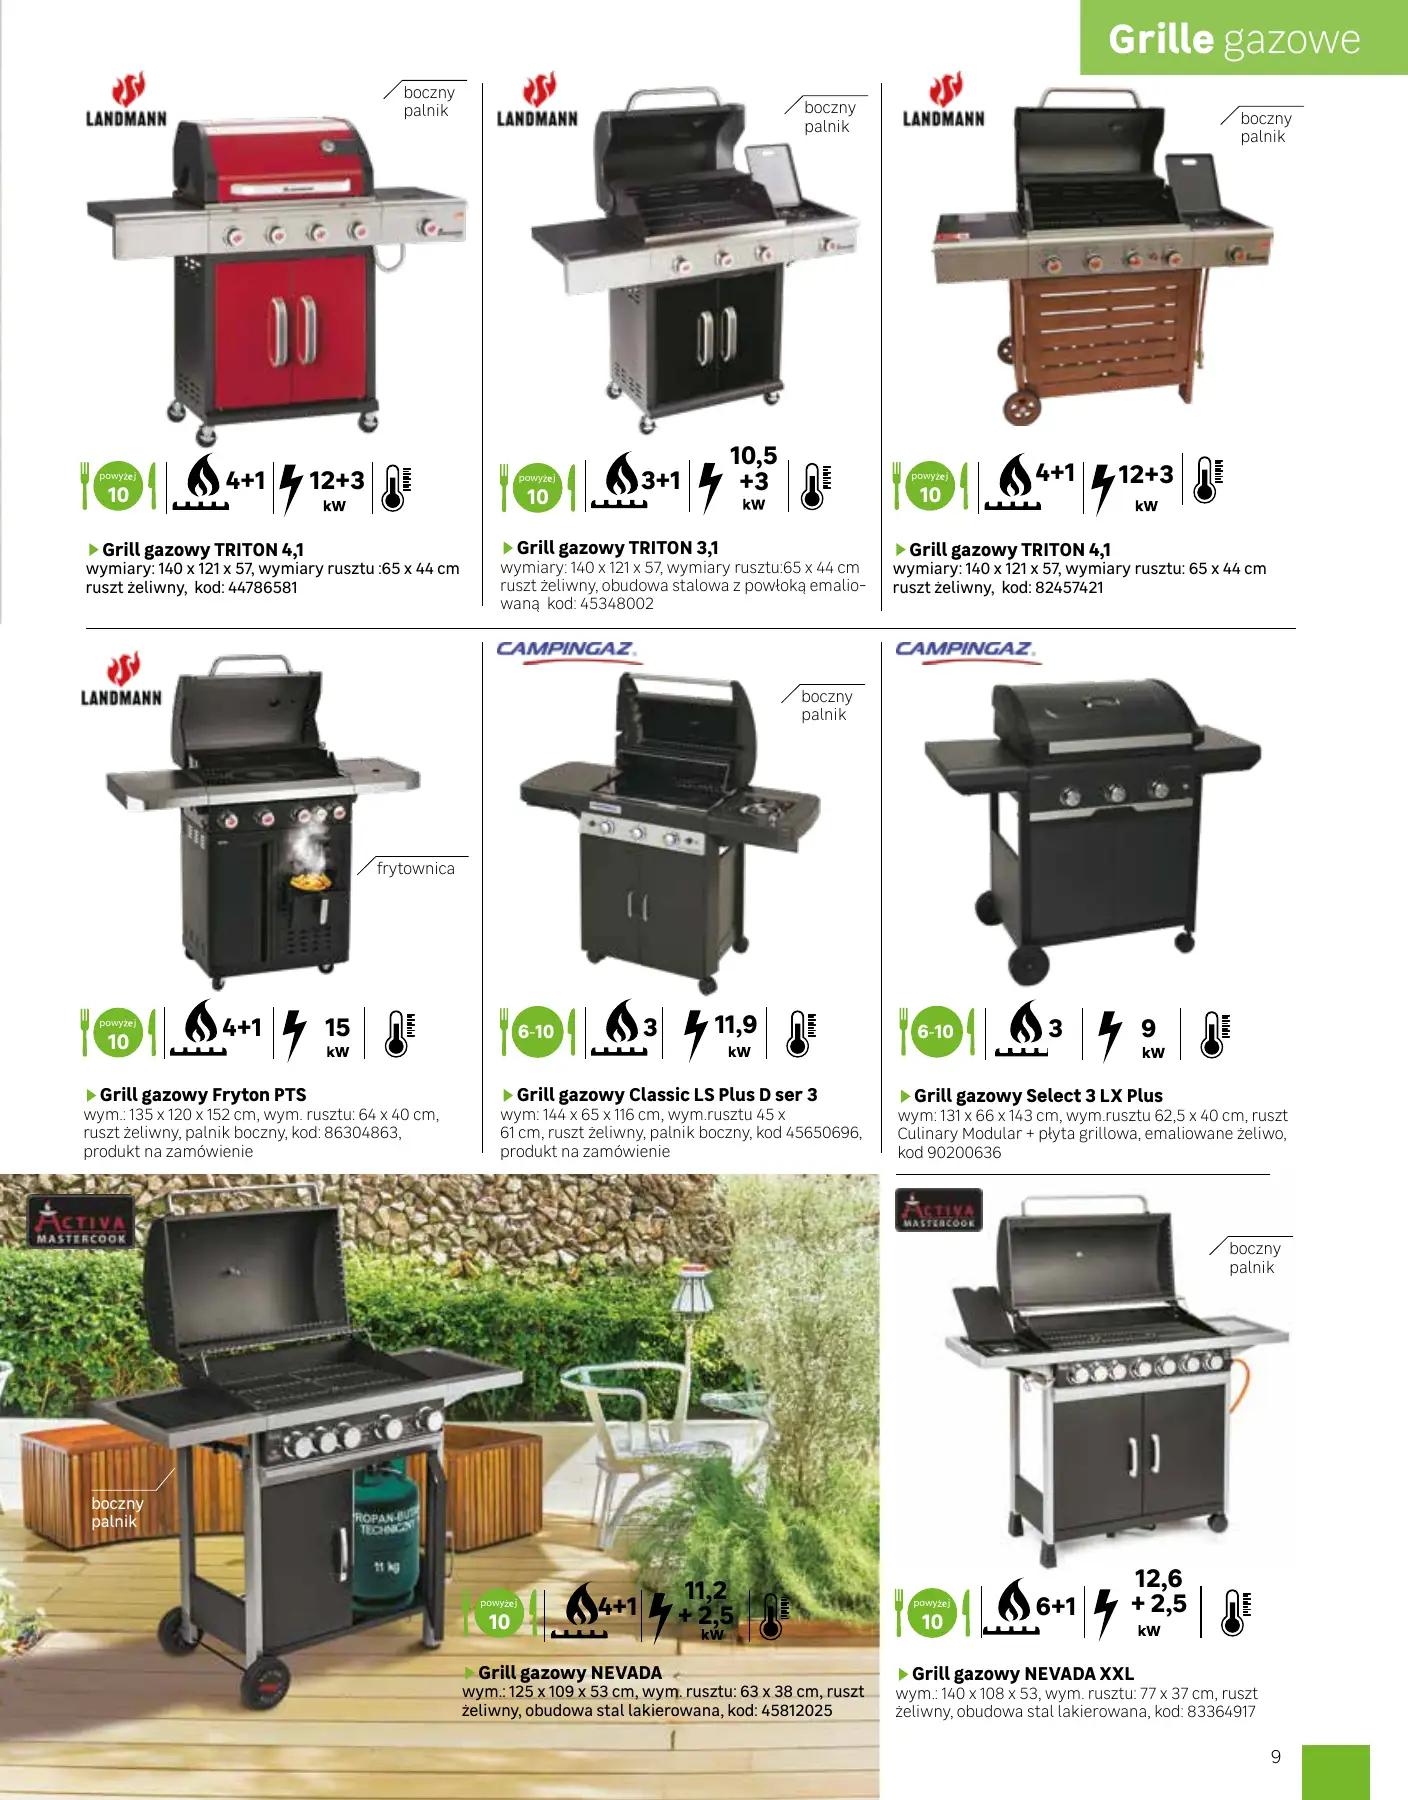 Grille gazowe
LANDMANN
boczny
palnik
powyżej
10
4+1
12+3
kW
Grill gazowy TRITON 4,1
wymiary: 140 x 121 x 57, wymiary rusztu :65 x 44 cm
ruszt żeliwny, kod: 44786581
LANDMANN
boczny
palnik
powyżej
10
3+1
10,5
+3
kW
Grill gazowy TRITON 3,1
wymiary: 140 x 121 x 57, wymiary rusztu:65 x 44 cm
ruszt żeliwny, obudowa stalowa z powłoką emalio-
waną kod: 45348002
LANDMANN
boczny
palnik
powyżej
10
4+1
12+3
kW
Grill gazowy TRITON 4,1
wymiary: 140 x 121 x 57, wymiary rusztu: 65 x 44 cm
ruszt żeliwny, kod: 82457421
LANDMANN
frytownica
powyżej
10
4+1
15
kW
Grill gazowy Fryton PTS
wym.: 135 x 120 x 152 cm, wym. rusztu: 64 x 40 cm,
ruszt żeliwny, palnik boczny, kod: 86304863,
produkt na zamówienie
CAMPINGAZ
boczny
palnik
6-10
3
11,9
kW
Grill gazowy Classic LS Plus D ser 3
wym: 144 x 65 x 116 cm, wym.rusztu 45 x
61 cm, ruszt żeliwny, palnik boczny, kod 45650696,
produkt na zamówienie
CAMPINGAZ
6-10
3
9
kW
Grill gazowy Select 3 LX Plus
wym: 131 x 66 x 143 cm, wym.rusztu 62,5 x 40 cm, ruszt
Culinary Modular + płyta grillowa, emaliowane żeliwo,
kod 90200636
ACTIVA
MASTERCOOK
boczny
palnik
PROPAN-BUTAN
TECHNICZNY
11 kg
powyżej
10
4+1
11,2
+ 2,5
kW
Grill gazowy NEVADA
wym.: 125 x 109 x 53 cm, wym. rusztu: 63 x 38 cm, ruszt
żeliwny, obudowa stal lakierowana, kod: 45812025
ACTIVA
MASTERCOOK
boczny
palnik
powyżej
10
6+1
12,6
+ 2,5
kW
Grill gazowy NEVADA XXL
wym.: 140 x 108 x 53, wym. rusztu: 77 x 37 cm, ruszt
żeliwny, obudowa stal lakierowana, kod: 83364917
9